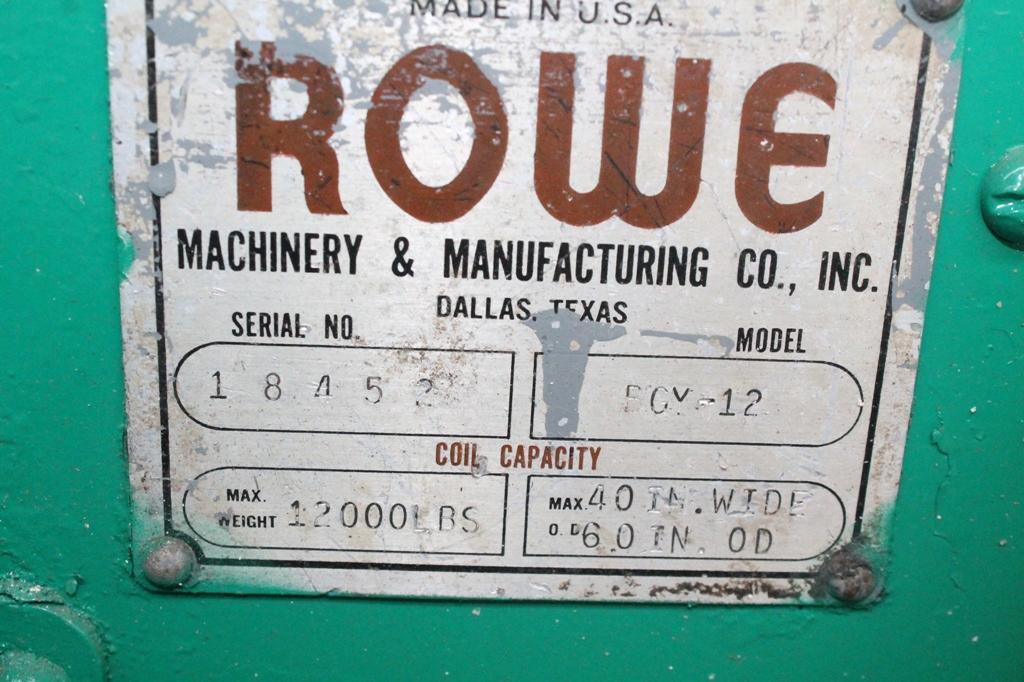 MADE IN U.S.A.
ROWE
MACHINERY & MANUFACTURING CO., INC.
DALLAS, TEXAS
SERIAL NO.
MODEL
1 8 4 5 2
COIL CAPACITY
MAX.
WEIGHT 12000LBS
MAX. 40 IN. WIDE
O.D 60 IN. OD